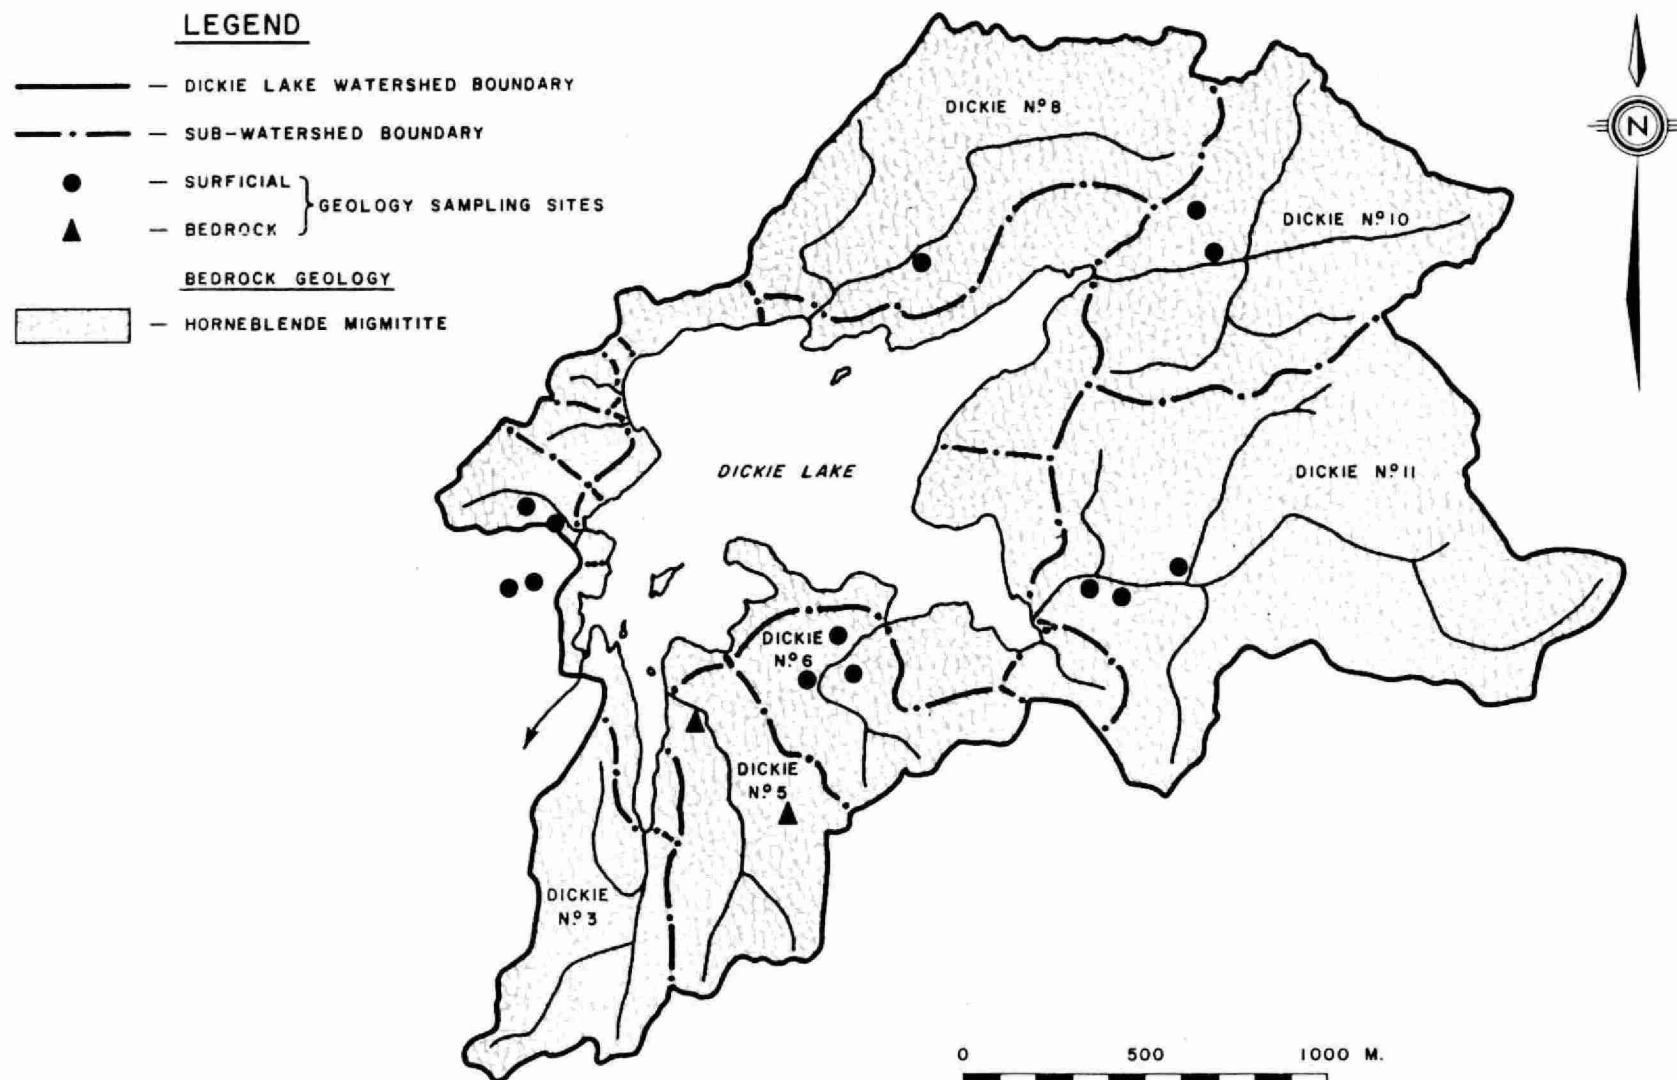 LEGEND
— DICKIE LAKE WATERSHED BOUNDARY
— SUB-WATERSHED BOUNDARY
— SURFICIAL
— BEDROCK
GEOLOGY SAMPLING SITES
BEDROCK GEOLOGY
— HORNEBLENDE MIGMITITE
N
DICKIE Nº 8
DICKIE Nº 10
DICKIE LAKE
DICKIE Nº 11
DICKIE
Nº 6
DICKIE
Nº 5
DICKIE
Nº 3
0 500 1000 M.